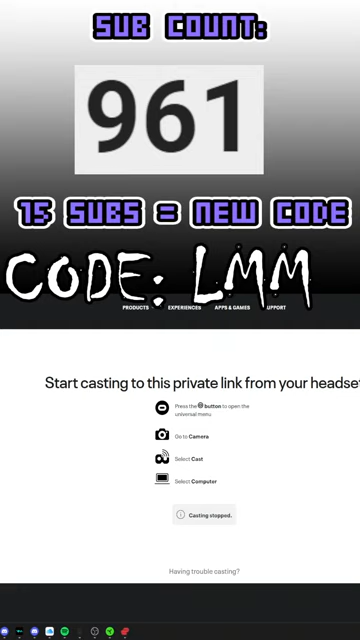 SUB COUNT:
961
15 SUBS = NEW CODE
CODE: LMM
PRODUCTS EXPERIENCES APPS & GAMES UPPORT
Start casting to this private link from your headset
Press the button to open the
universal menu
Go to Camera
Select Cast
Select Computer
Casting stopped.
Having trouble casting?